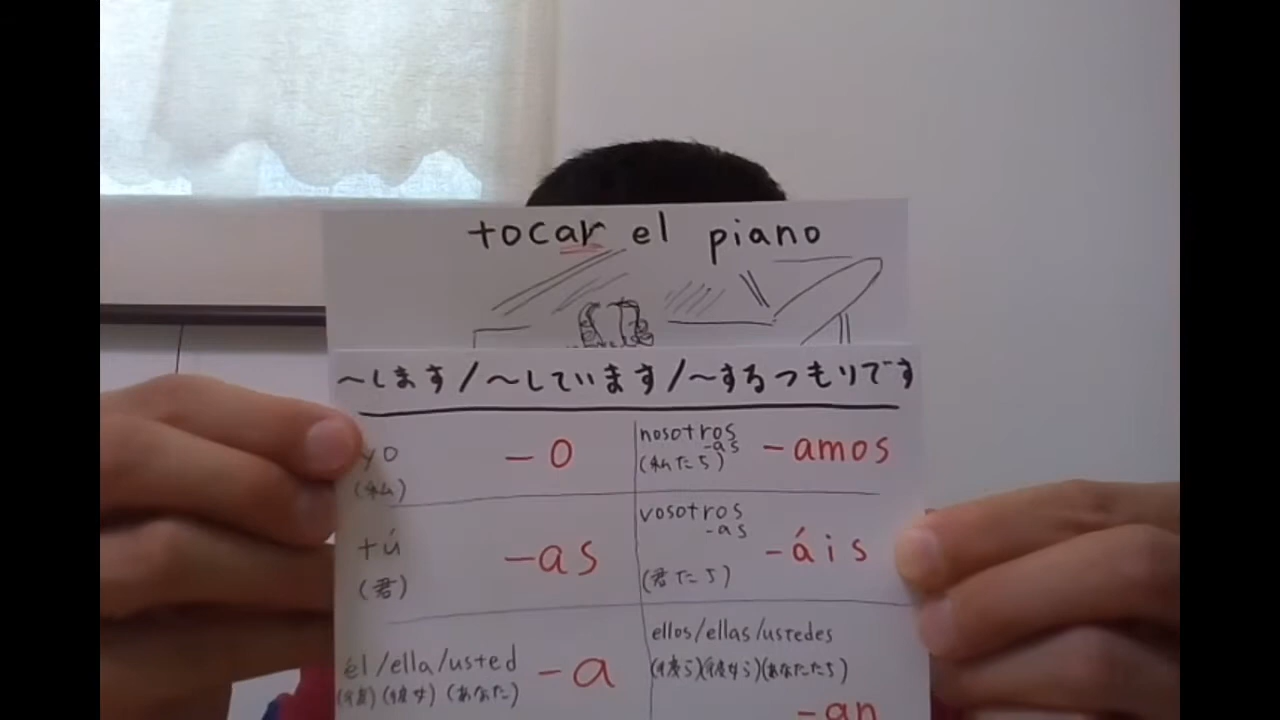 tocar el piano
～します/～しています/～するつもりです
yo
(私)
-o
nosotros
-as
(私たち)
-amos
tú
(君)
-as
vosotros
-as
(君たち)
-áis
él/ella/usted
(彼)(彼女)(あなた)
-a
ellos/ellas/ustedes
(彼ら)(彼女ら)(あなたたち)
-an